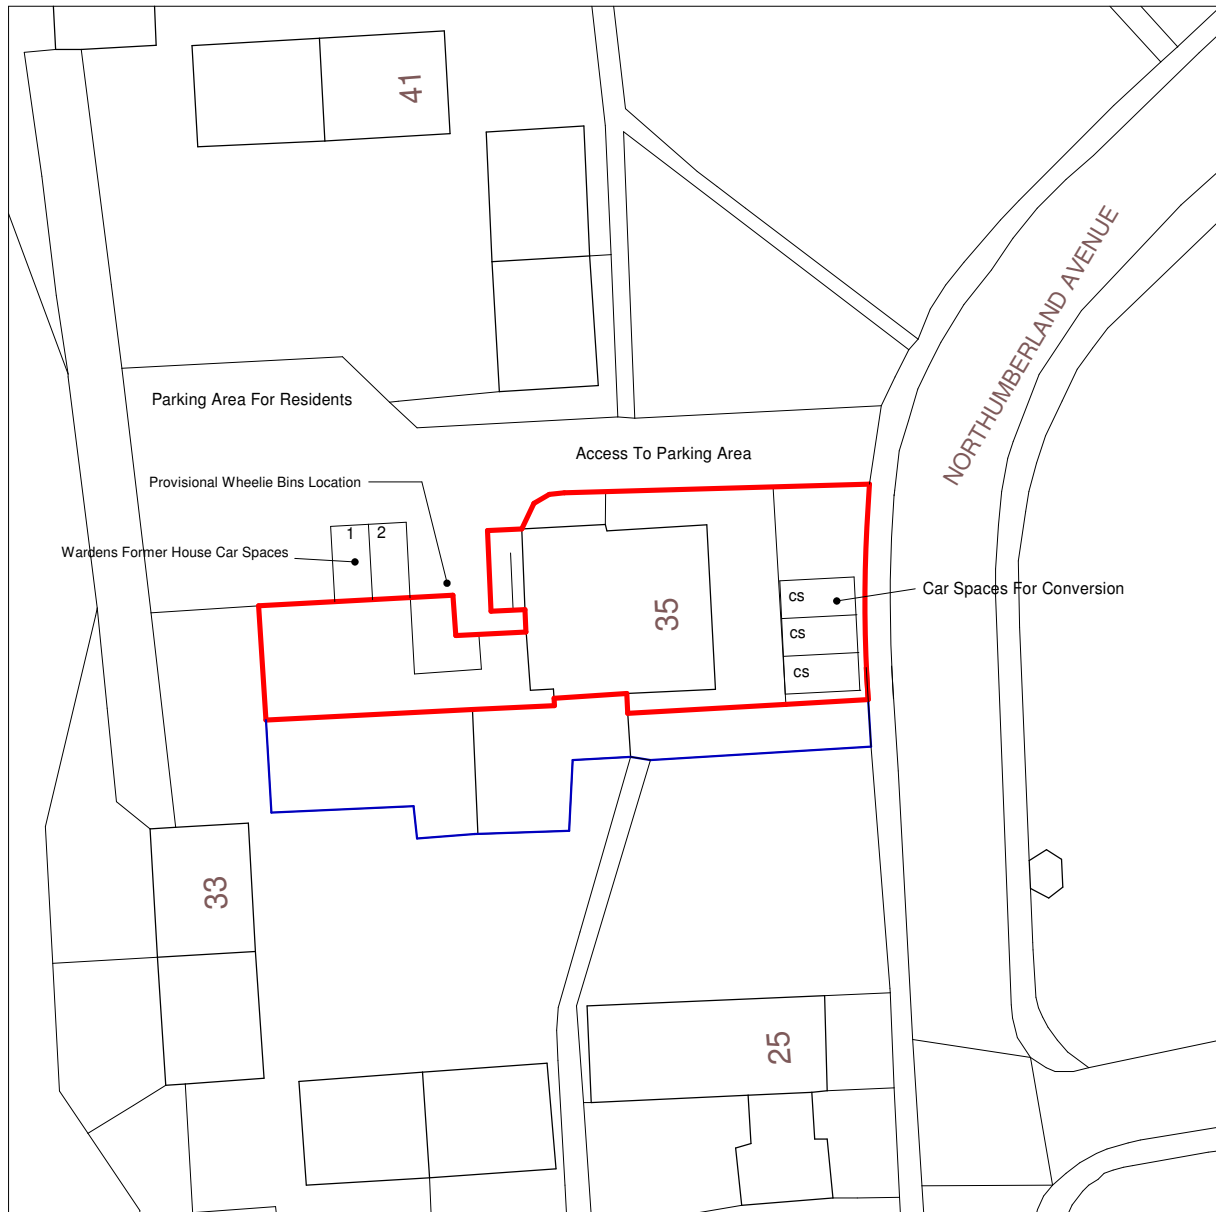 41
NORTHUMBERLAND AVENUE
Parking Area For Residents
Access To Parking Area
Provisional Wheelie Bins Location
1 2
Wardens Former House Car Spaces
35
cs
Car Spaces For Conversion
cs
cs
33
25